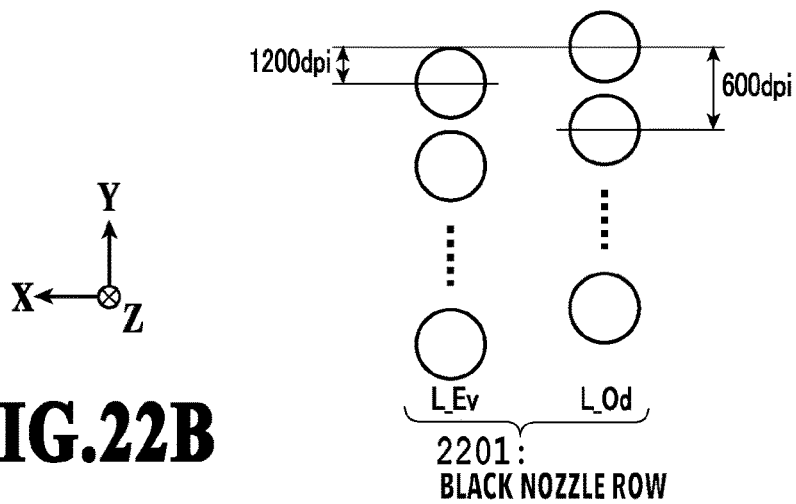 1200dpi
600dpi
Y
X
Z
L_Ev L_Od
IG.22B
2201:
BLACK NOZZLE ROW